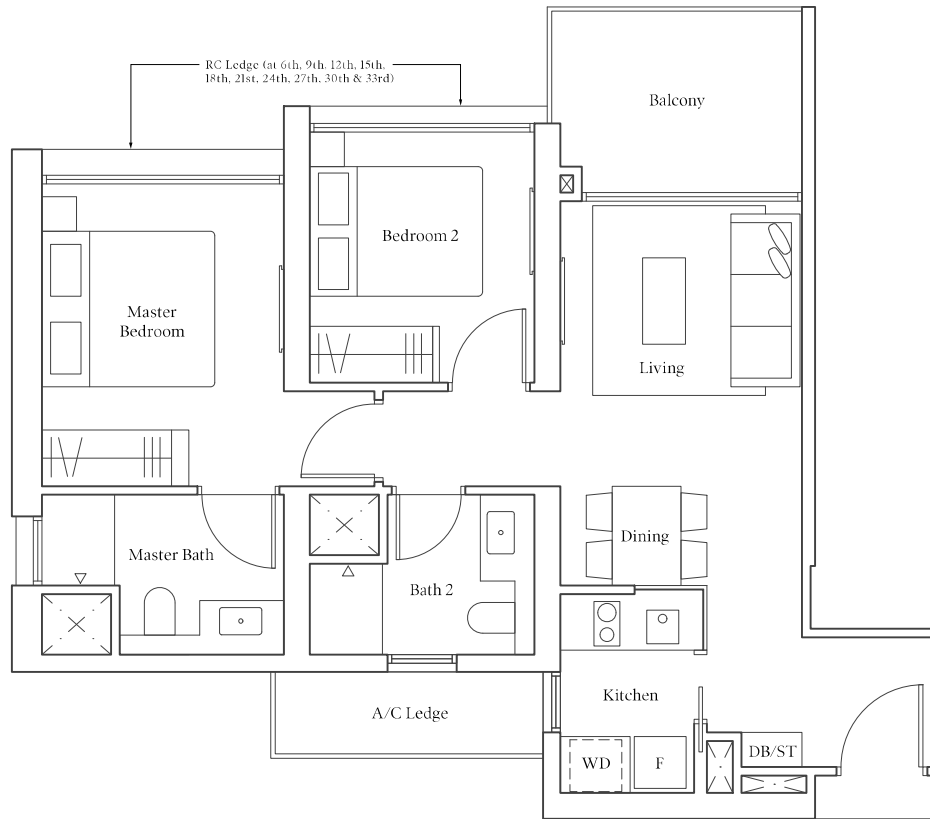 RC Ledge (at 6th, 9th, 12th, 15th,
18th, 21st, 24th, 27th, 30th & 33rd)
Balcony
Bedroom 2
Master
Bedroom
Living
Dining
Master Bath
Bath 2
Kitchen
A/C Ledge
WD
F
DB/ST